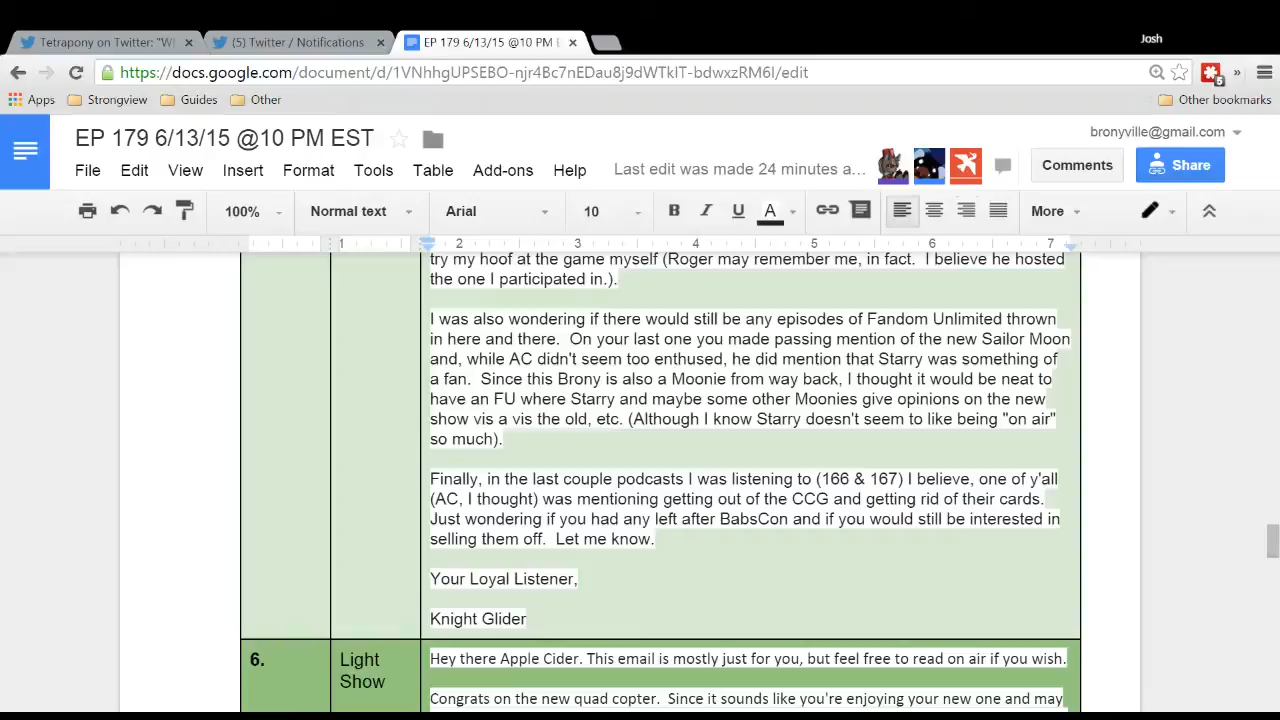 Josh
Tetrapony on Twitter: "W
(5) Twitter / Notifications
EP 179 6/13/15 @10 PM E
https://docs.google.com/document/d/1VNhhgUPSEBO-njr4Bc7nEDau8j9dWTkIT-bdwxzRM6I/edit
5
Apps
Strongview
Guides
Other
Other bookmarks
EP 179 6/13/15 @10 PM EST
bronyville@gmail.com
File Edit View Insert Format Tools Table Add-ons Help
Last edit was made 24 minutes a...
Comments
Share
100% Normal text Arial 10 B I U A More
1 2 3 4 5 6 7
try my hoof at the game myself (Roger may remember me, in fact.  I believe he hosted
the one I participated in.).
I was also wondering if there would still be any episodes of Fandom Unlimited thrown
in here and there.  On your last one you made passing mention of the new Sailor Moon
and, while AC didn't seem too enthused, he did mention that Starry was something of
a fan.  Since this Brony is also a Moonie from way back, I thought it would be neat to
have an FU where Starry and maybe some other Moonies give opinions on the new
show vis a vis the old, etc. (Although I know Starry doesn't seem to like being "on air"
so much).
Finally, in the last couple podcasts I was listening to (166 & 167) I believe, one of y'all
(AC, I thought) was mentioning getting out of the CCG and getting rid of their cards.
Just wondering if you had any left after BabsCon and if you would still be interested in
selling them off.  Let me know.
Your Loyal Listener,
Knight Glider
6.
Light
Show
Hey there Apple Cider. This email is mostly just for you, but feel free to read on air if you wish.
Congrats on the new quad copter.  Since it sounds like you're enjoying your new one and may